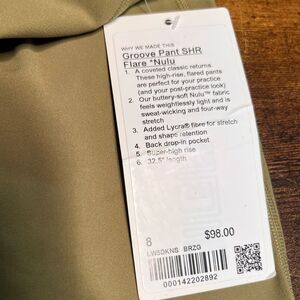 WHY WE MADE THIS
Groove Pant SHR
Flare *Nulu
1. A coveted classic returns.
These high-rise, flared pants
are perfect for your practice
(and your post-practice look)
2. Our buttery-soft Nulu™ fabric
feels weightlessly light and is
sweat-wicking and four-way
stretch
3. Added Lycra® fibre for stretch
and shape retention
4. Back drop-in pocket
5. Super-high rise
6. 32.5" length
8
$98.00
LW5DKNS BRZG
000142202892